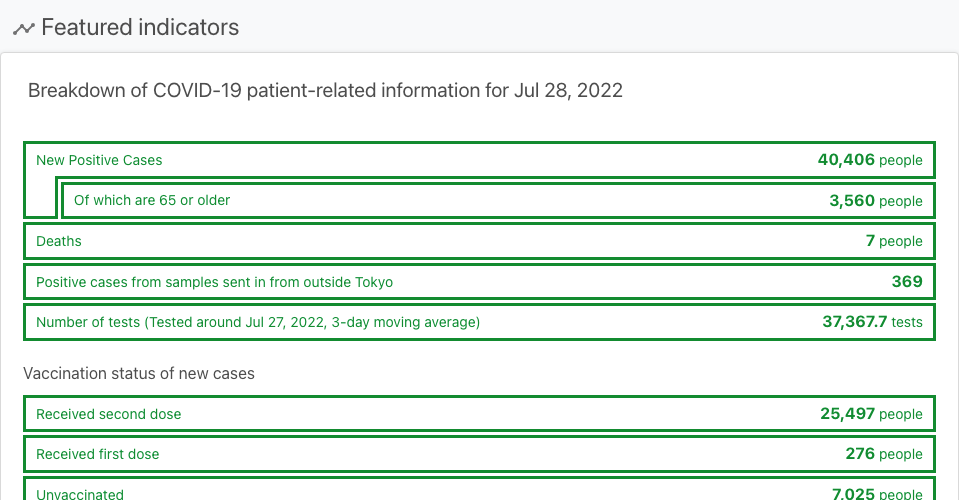 Featured indicators
Breakdown of COVID-19 patient-related information for Jul 28, 2022
New Positive Cases 40,406 people
Of which are 65 or older 3,560 people
Deaths 7 people
Positive cases from samples sent in from outside Tokyo 369
Number of tests (Tested around Jul 27, 2022, 3-day moving average) 37,367.7 tests
Vaccination status of new cases
Received second dose 25,497 people
Received first dose 276 people
Unvaccinated 7,025 people